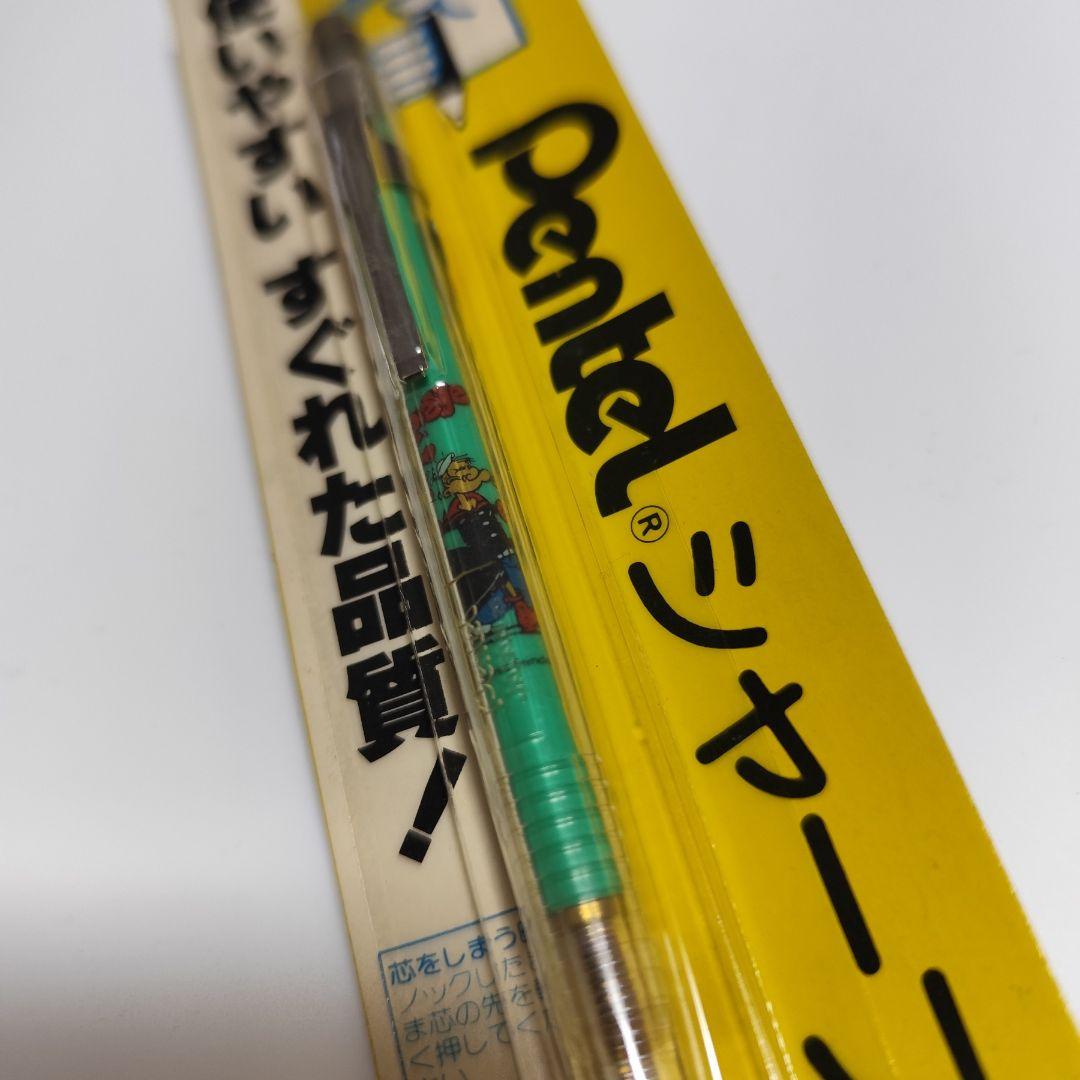 使いやすい すぐれた品質!
Pentel® シャー
芯をしまう
ノックした
ま芯の先を
く押して